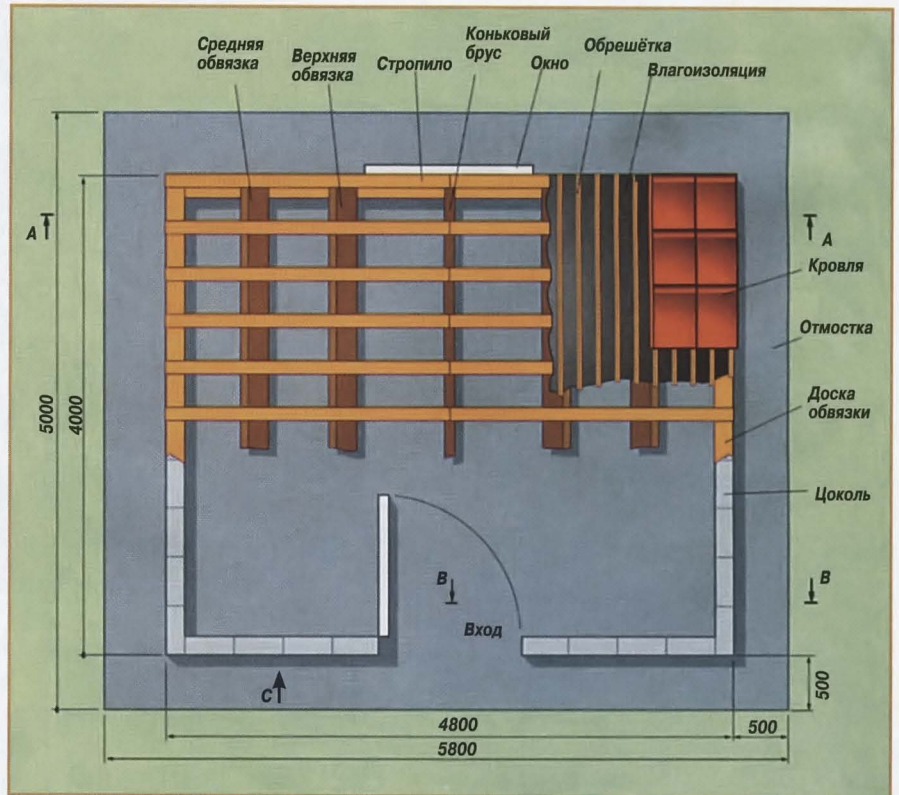 Средняя
обвязка
Верхняя
обвязка
Стропило
Коньковый
брус
Окно
Обрешётка
Влагоизоляция
А
А
Кровля
Отмостка
Доска
обвязки
Цоколь
5000
4000
В
В
Вход
С
500
4800
500
5800